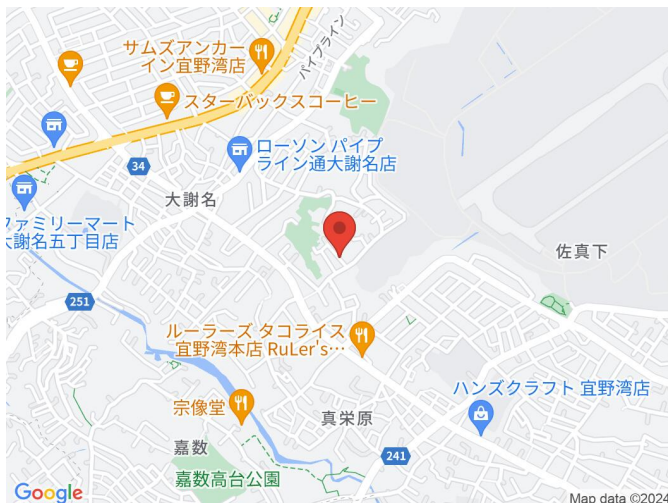 サムズアンカー
イン宜野湾店
パイプライン
スターバックスコーヒー
34
ローソン パイプ
ライン通大謝名店
大謝名
ファミリーマート
大謝名五丁目店
佐真下
251
ルーラーズ タコライス
宜野湾本店 RuLer's…
ハンズクラフト 宜野湾店
宗像堂
真栄原
嘉数
241
嘉数高台公園
Google
Map data ©2024